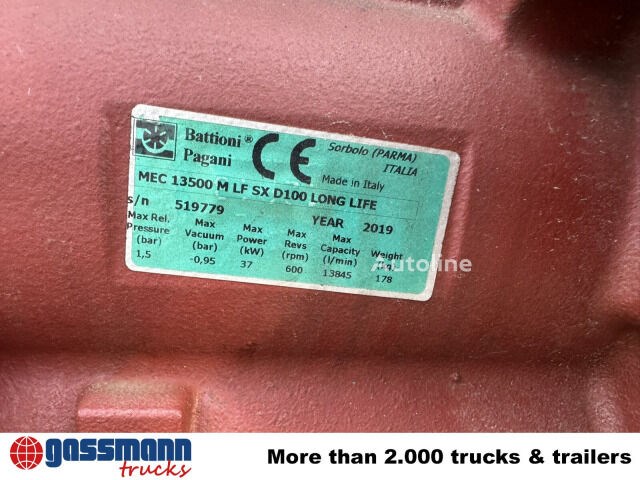 Battioni®
Pagani
CE
Sorbolo (PARMA)
ITALIA
Made in Italy
MEC 13500 M LF SX D100 LONG LIFE
s/n 519779 YEAR 2019
Max Rel. Pressure (bar) Max Vacuum (bar) Max Power (kW) Max Revs (rpm) Max Capacity (l/min) Weight
1,5 -0,95 37 600 13845 178
Autoline
gassmann
trucks
More than 2.000 trucks & trailers